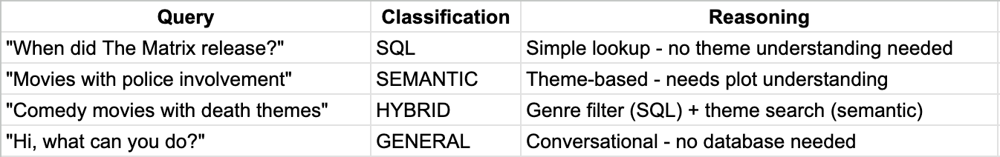 Query Classification Reasoning
"When did The Matrix release?" SQL Simple lookup - no theme understanding needed
"Movies with police involvement" SEMANTIC Theme-based - needs plot understanding
"Comedy movies with death themes" HYBRID Genre filter (SQL) + theme search (semantic)
"Hi, what can you do?" GENERAL Conversational - no database needed